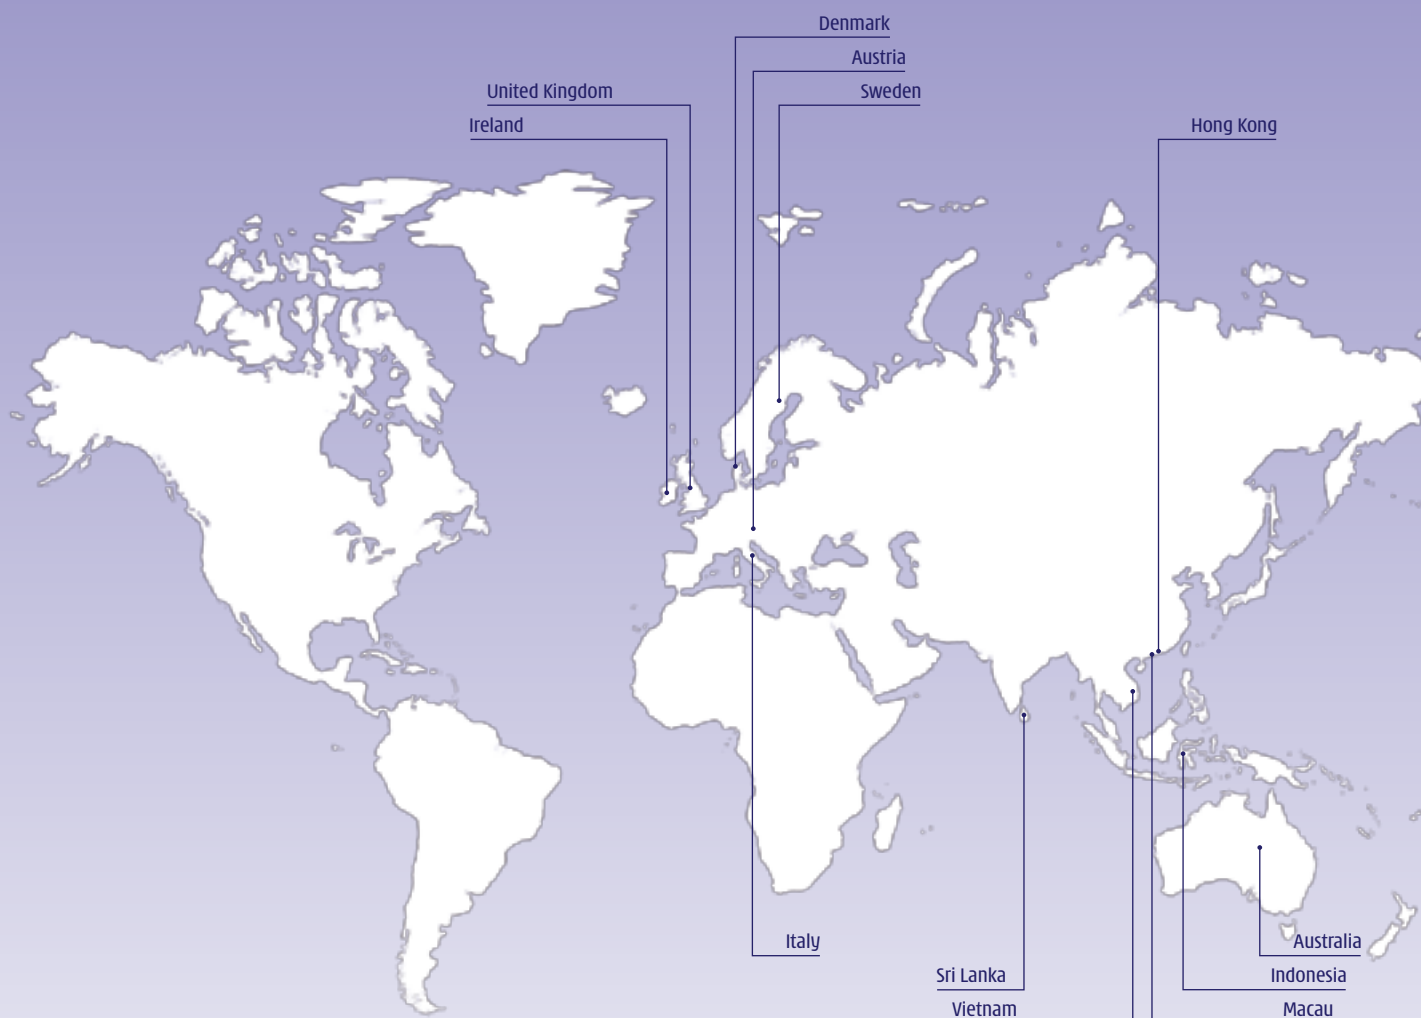 Denmark
Austria
United Kingdom
Sweden
Ireland
Hong Kong
Italy
Australia
Sri Lanka
Indonesia
Vietnam
Macau